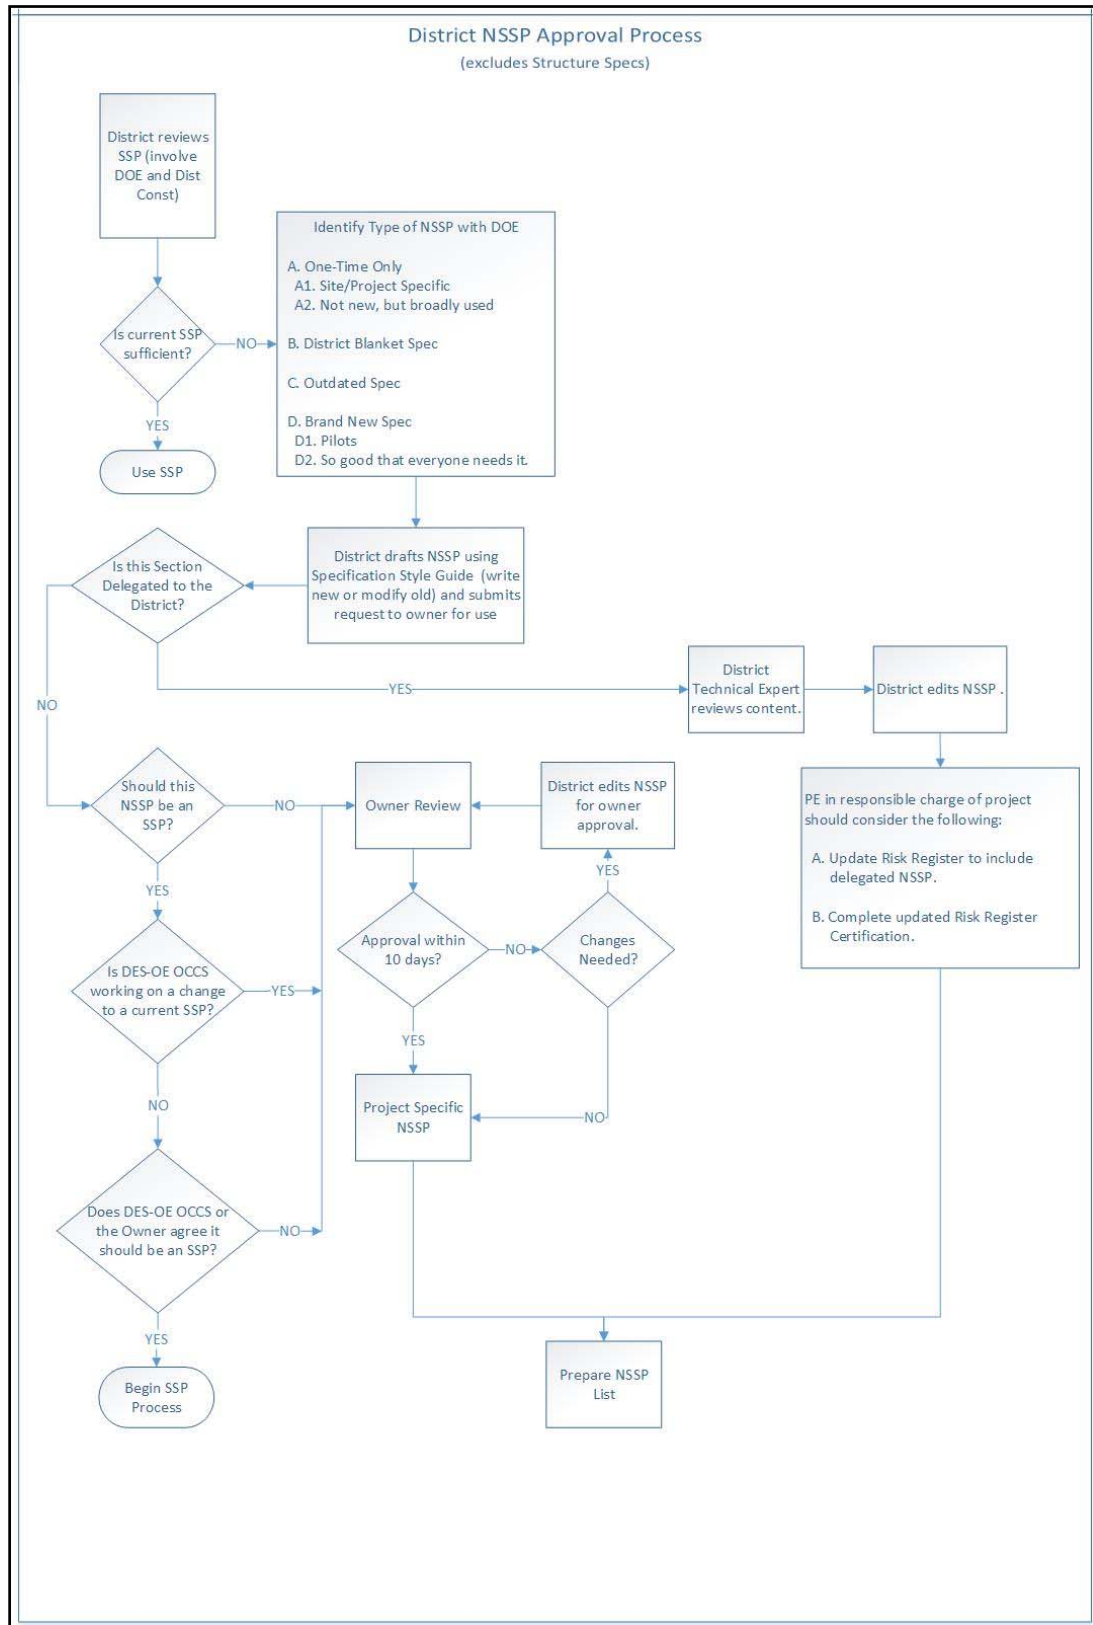 District NSSP Approval Process
(excludes Structure Specs)
District reviews
SSP (involve
DOE and Dist
Const)
Is current SSP
sufficient?
NO
YES
Use SSP
Identify Type of NSSP with DOE
A. One-Time Only
A1. Site/Project Specific
A2. Not new, but broadly used
B. District Blanket Spec
C. Outdated Spec
D. Brand New Spec
D1. Pilots
D2. So good that everyone needs it.
District drafts NSSP using
Specification Style Guide (write
new or modify old) and submits
request to owner for use
Is this Section
Delegated to the
District?
YES
NO
District
Technical Expert
reviews content.
District edits NSSP .
PE in responsible charge of project
should consider the following:
A. Update Risk Register to include
delegated NSSP.
B. Complete updated Risk Register
Certification.
Should this
NSSP be an
SSP?
NO
YES
Owner Review
District edits NSSP
for owner
approval.
YES
Approval within
10 days?
NO
Changes
Needed?
YES
NO
Is DES-OE OCCS
working on a change
to a current SSP?
YES
NO
Project Specific
NSSP
Does DES-OE OCCS or
the Owner agree it
should be an SSP?
NO
YES
Begin SSP
Process
Prepare NSSP
List